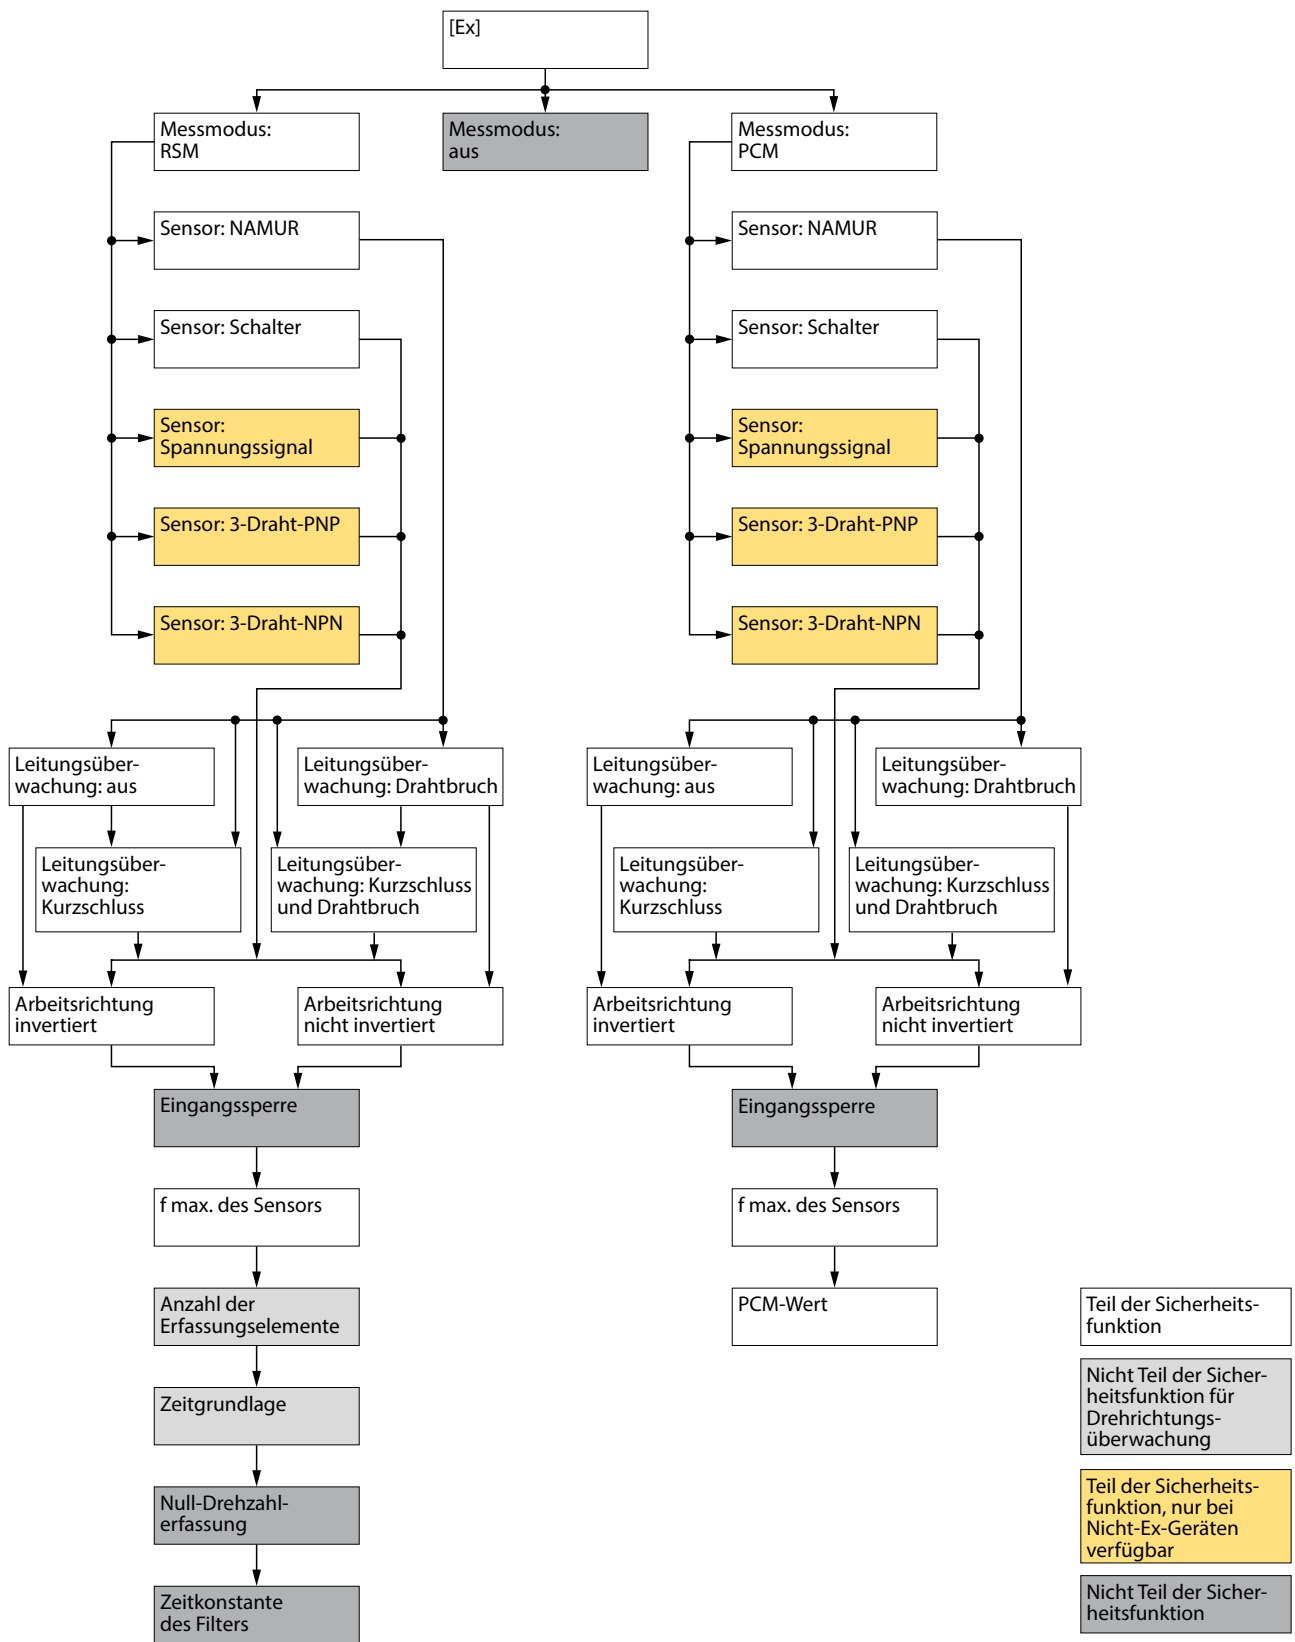 [Ex]
Messmodus:
RSM
Messmodus:
aus
Messmodus:
PCM
Sensor: NAMUR
Sensor: NAMUR
Sensor: Schalter
Sensor: Schalter
Sensor:
Spannungssignal
Sensor:
Spannungssignal
Sensor: 3-Draht-PNP
Sensor: 3-Draht-PNP
Sensor: 3-Draht-NPN
Sensor: 3-Draht-NPN
Leitungsüber-
wachung: aus
Leitungsüber-
wachung: Drahtbruch
Leitungsüber-
wachung: aus
Leitungsüber-
wachung: Drahtbruch
Leitungsüber-
wachung:
Kurzschluss
Leitungsüber-
wachung: Kurzschluss
und Drahtbruch
Leitungsüber-
wachung:
Kurzschluss
Leitungsüber-
wachung: Kurzschluss
und Drahtbruch
Arbeitsrichtung
invertiert
Arbeitsrichtung
nicht invertiert
Arbeitsrichtung
invertiert
Arbeitsrichtung
nicht invertiert
Eingangssperre
Eingangssperre
f max. des Sensors
f max. des Sensors
Anzahl der
Erfassungselemente
PCM-Wert
Zeitgrundlage
Null-Drehzahl-
erfassung
Zeitkonstante
des Filters
Teil der Sicherheits-
funktion
Nicht Teil der Sicher-
heitsfunktion für
Drehrichtungs-
überwachung
Teil der Sicherheits-
funktion, nur bei
Nicht-Ex-Geräten
verfügbar
Nicht Teil der Sicher-
heitsfunktion